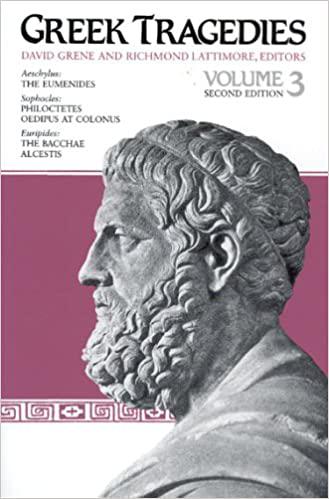 GREEK TRAGEDIES
DAVID GRENE AND RICHMOND LATTIMORE, EDITORS
Aeschylus:
THE EUMENIDES
Sophocles:
PHILOCTETES
OEDIPUS AT COLONUS
Euripides:
THE BACCHAE
ALCESTIS
VOLUME 3
SECOND EDITION